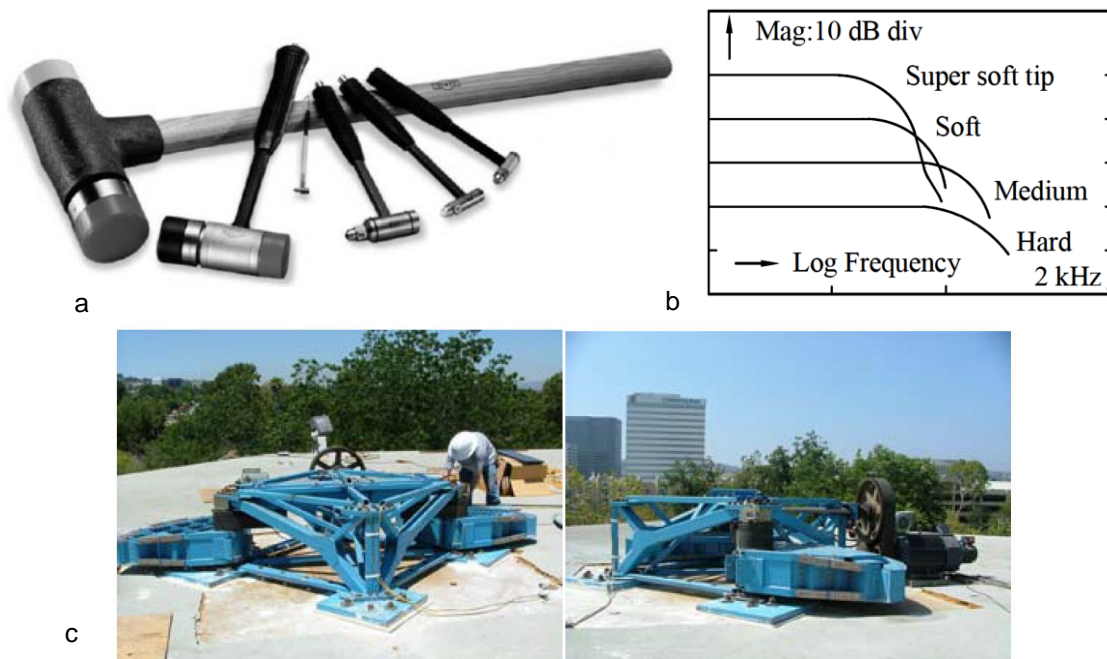 a
Mag:10 dB div
Super soft tip
Soft
Medium
Hard
Log Frequency
2 kHz
b
c